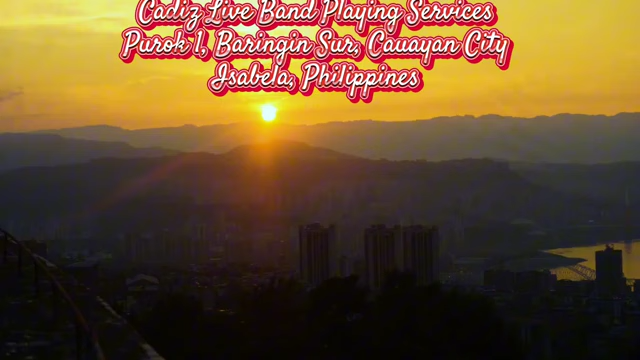 Cadiz Live Band Playing Services
Purok 1, Baringin Sur, Cauayan City
Isabela, Philippines